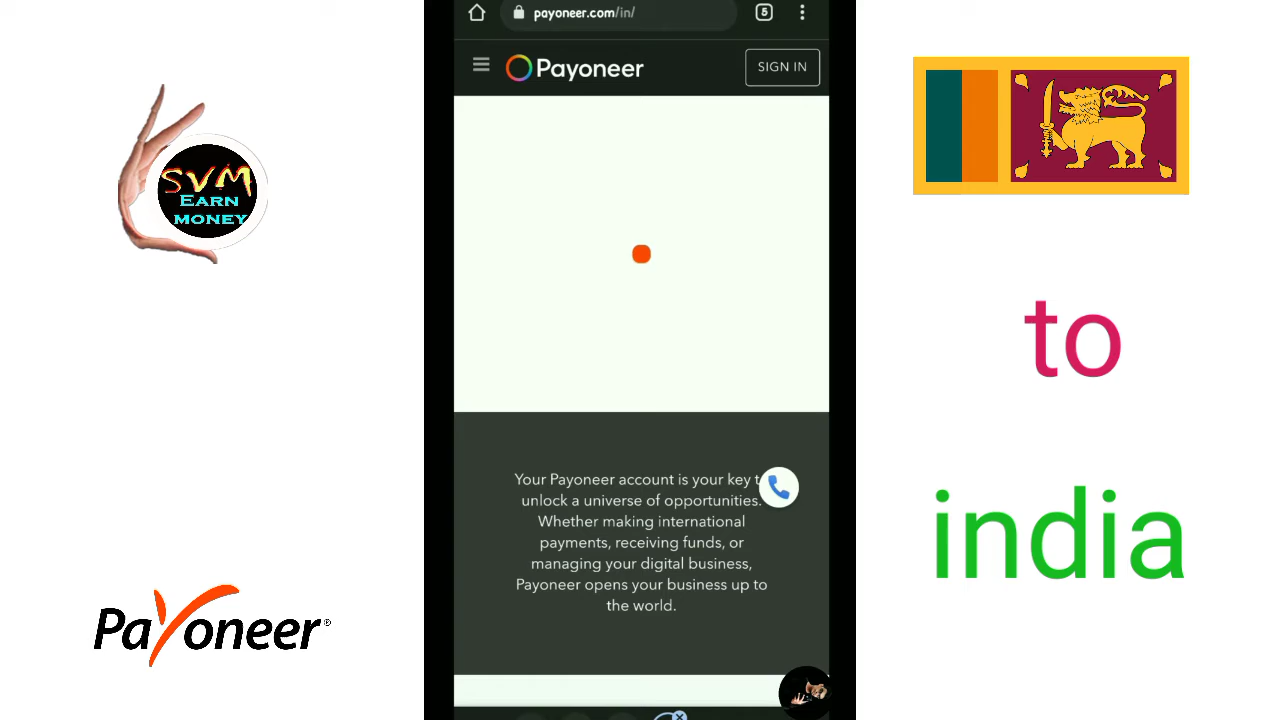 payoneer.com/in/
5
Payoneer
SIGN IN
SVM
EARN
MONEY
to
Your Payoneer account is your key t
unlock a universe of opportunities.
Whether making international
payments, receiving funds, or
managing your digital business,
Payoneer opens your business up to
the world.
india
Payoneer®